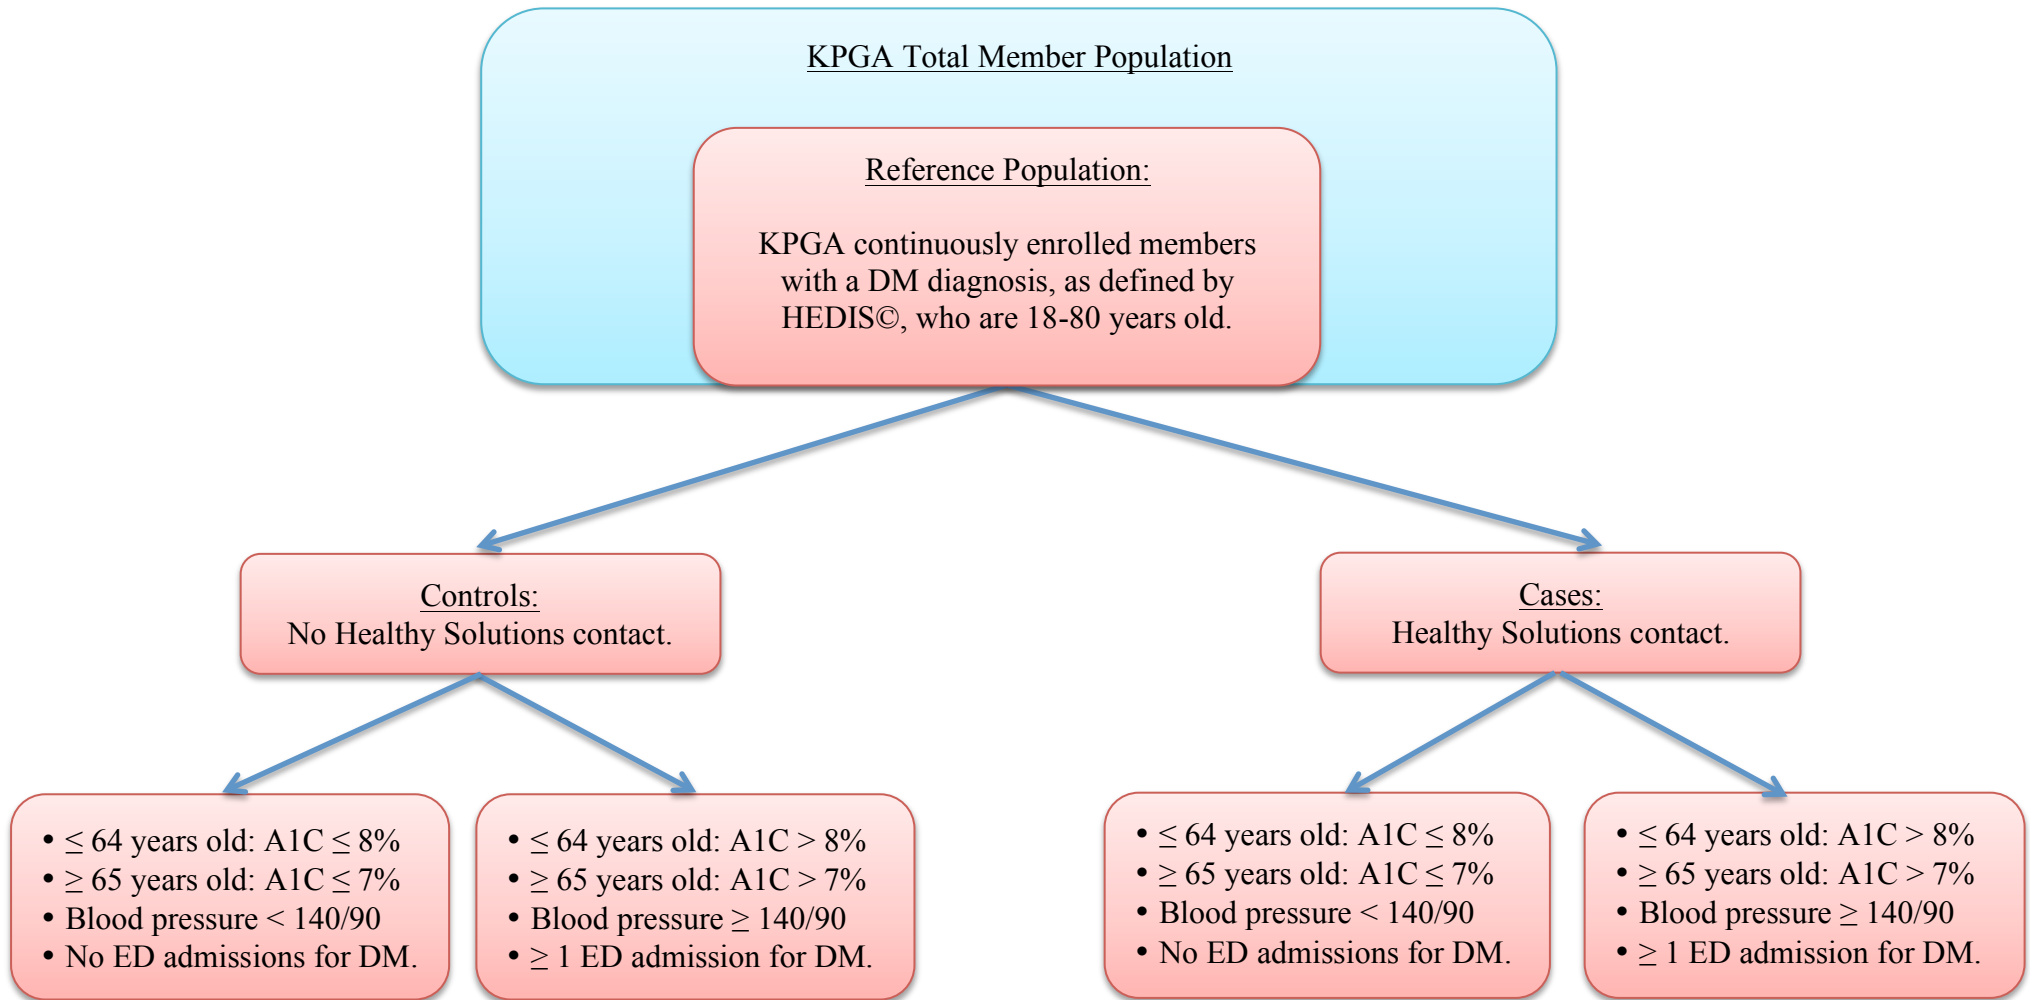 KPGA Total Member Population
Reference Population:
KPGA continuously enrolled members
with a DM diagnosis, as defined by
HEDIS©, who are 18-80 years old.
Controls:
No Healthy Solutions contact.
Cases:
Healthy Solutions contact.
• ≤ 64 years old: A1C ≤ 8%
• ≥ 65 years old: A1C ≤ 7%
• Blood pressure < 140/90
• No ED admissions for DM.
• ≤ 64 years old: A1C > 8%
• ≥ 65 years old: A1C > 7%
• Blood pressure ≥ 140/90
• ≥ 1 ED admission for DM.
• ≤ 64 years old: A1C ≤ 8%
• ≥ 65 years old: A1C ≤ 7%
• Blood pressure < 140/90
• No ED admissions for DM.
• ≤ 64 years old: A1C > 8%
• ≥ 65 years old: A1C > 7%
• Blood pressure ≥ 140/90
• ≥ 1 ED admission for DM.